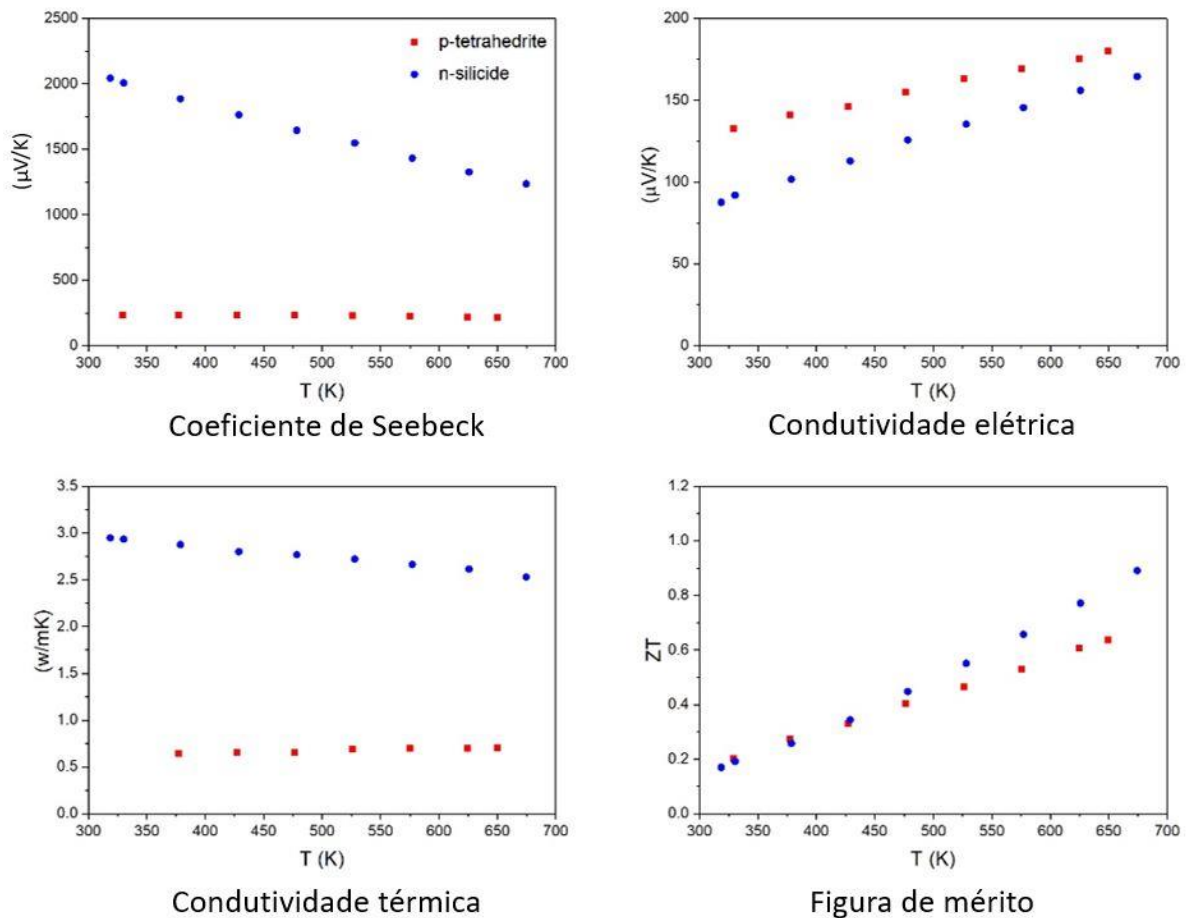 2500
2000
1500
1000
500
0
(μV/K)
p-tetrahedrite
n-silicide
300 350 400 450 500 550 600 650 700
T (K)
Coeficiente de Seebeck
200
150
100
50
0
(μV/K)
300 350 400 450 500 550 600 650 700
T (K)
Condutividade elétrica
3.5
3.0
2.5
2.0
1.5
1.0
0.5
0.0
(w/mK)
300 350 400 450 500 550 600 650 700
T (K)
Condutividade térmica
1.2
1.0
0.8
0.6
0.4
0.2
0.0
ZT
300 350 400 450 500 550 600 650 700
T (K)
Figura de mérito